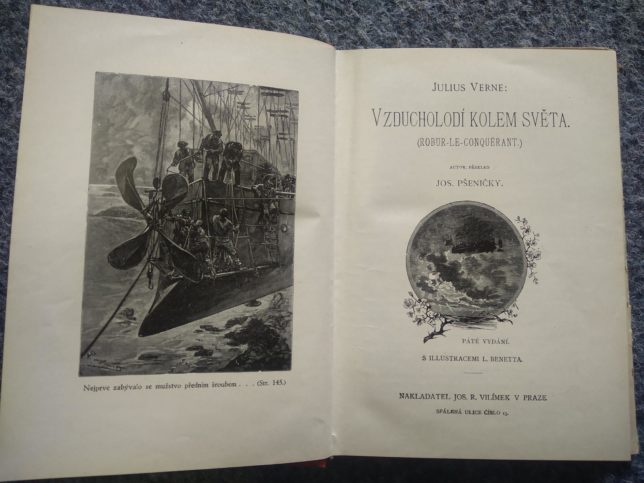 Nejprve zabývalo se mužstvo předním šroubem . . . (Str. 145.)
JULIUS VERNE:
VZDUCHOLODÍ KOLEM SVĚTA.
(ROBUR-LE-CONQUÉRANT.)
AUTOR. PŘEKLAD
JOS. PŠENIČKY.
PÁTÉ VYDÁNÍ.
S ILLUSTRACEMI L. BENETTA.
NAKLADATEL JOS. R. VILÍMEK V PRAZE
SPÁLENÁ ULICE ČÍSLO 13.